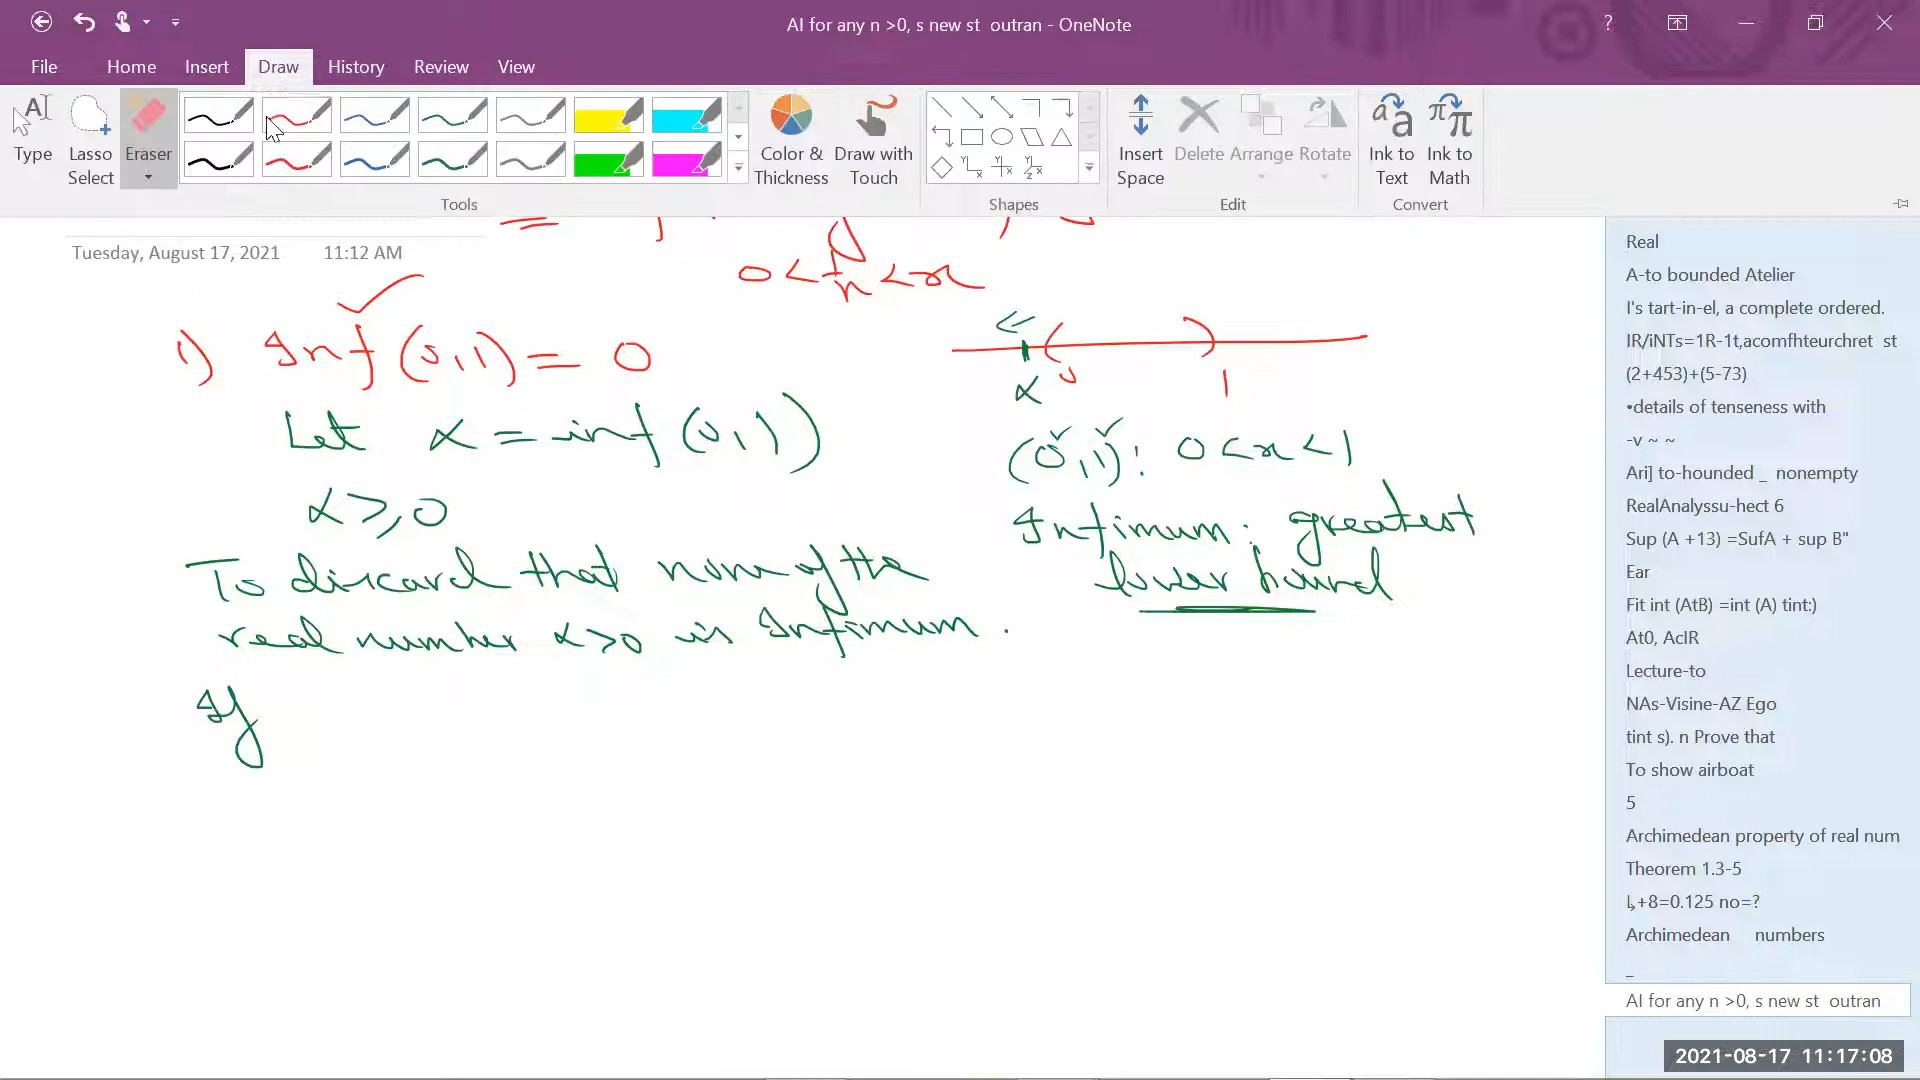 AI for any n >0, s new st outran - OneNote
?
File Home Insert Draw History Review View
Type
Lasso Select
Eraser
Color & Thickness
Draw with Touch
Insert Space
Delete
Arrange
Rotate
Ink to Text
Ink to Math
Tools
Shapes
Edit
Convert
Tuesday, August 17, 2021 11:12 AM
0 < 1/n < x
1) Inf (0,1) = 0
0 1
α
Let α = inf (0,1)
(0,1): 0 < x < 1
α ≥ 0
Infimum: greatest
lower bound
To discard that none of the
real number α > 0 is Infimum.
If
Real
A-to bounded Atelier
I's tart-in-el, a complete ordered.
IR/iNTs=1R-1t,acomfhteurchret st
(2+453)+(5-73)
•details of tenseness with
-v ~ ~
Ari] to-hounded _ nonempty
RealAnalyssu-hect 6
Sup (A +13) =SufA + sup B"
Ear
Fit int (AtB) =int (A) tint:)
At0, AcIR
Lecture-to
NAs-Visine-AZ Ego
tint s). n Prove that
To show airboat
5
Archimedean property of real num
Theorem 1.3-5
+8=0.125 no=?
Archimedean numbers
_
AI for any n >0, s new st outran
2021-08-17 11:17:08